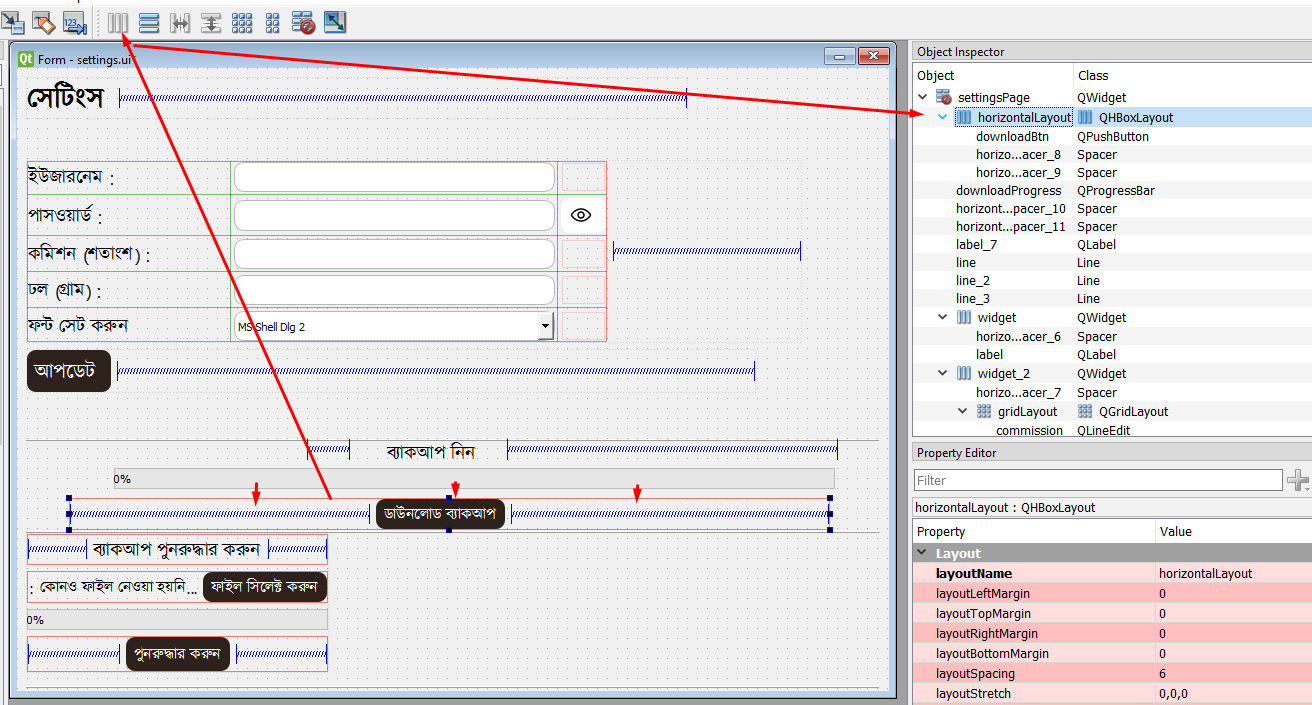 123
Qt Form - settings.ui
সেটিংস
ইউজারনেম :
পাসওয়ার্ড :
কমিশন (শতাংশ) :
ঢল (গ্রাম) :
ফন্ট সেট করুন
MS Shell Dlg 2
আপডেট
ব্যাকআপ নিন
0%
ডাউনলোড ব্যাকআপ
ব্যাকআপ পুনরুদ্ধার করুন
: কোনও ফাইল নেওয়া হয়নি... ফাইল সিলেক্ট করুন
0%
পুনরুদ্ধার করুন
Object Inspector
Object Class
settingsPage QWidget
horizontalLayout QHBoxLayout
downloadBtn QPushButton
horizo...acer_8 Spacer
horizo...acer_9 Spacer
downloadProgress QProgressBar
horizont...pacer_10 Spacer
horizont...pacer_11 Spacer
label_7 QLabel
line Line
line_2 Line
line_3 Line
widget QWidget
horizo...acer_6 Spacer
label QLabel
widget_2 QWidget
horizo...acer_7 Spacer
gridLayout QGridLayout
commission QLineEdit
Property Editor
Filter
horizontalLayout : QHBoxLayout
Property Value
Layout
layoutName horizontalLayout
layoutLeftMargin 0
layoutTopMargin 0
layoutRightMargin 0
layoutBottomMargin 0
layoutSpacing 6
layoutStretch 0,0,0